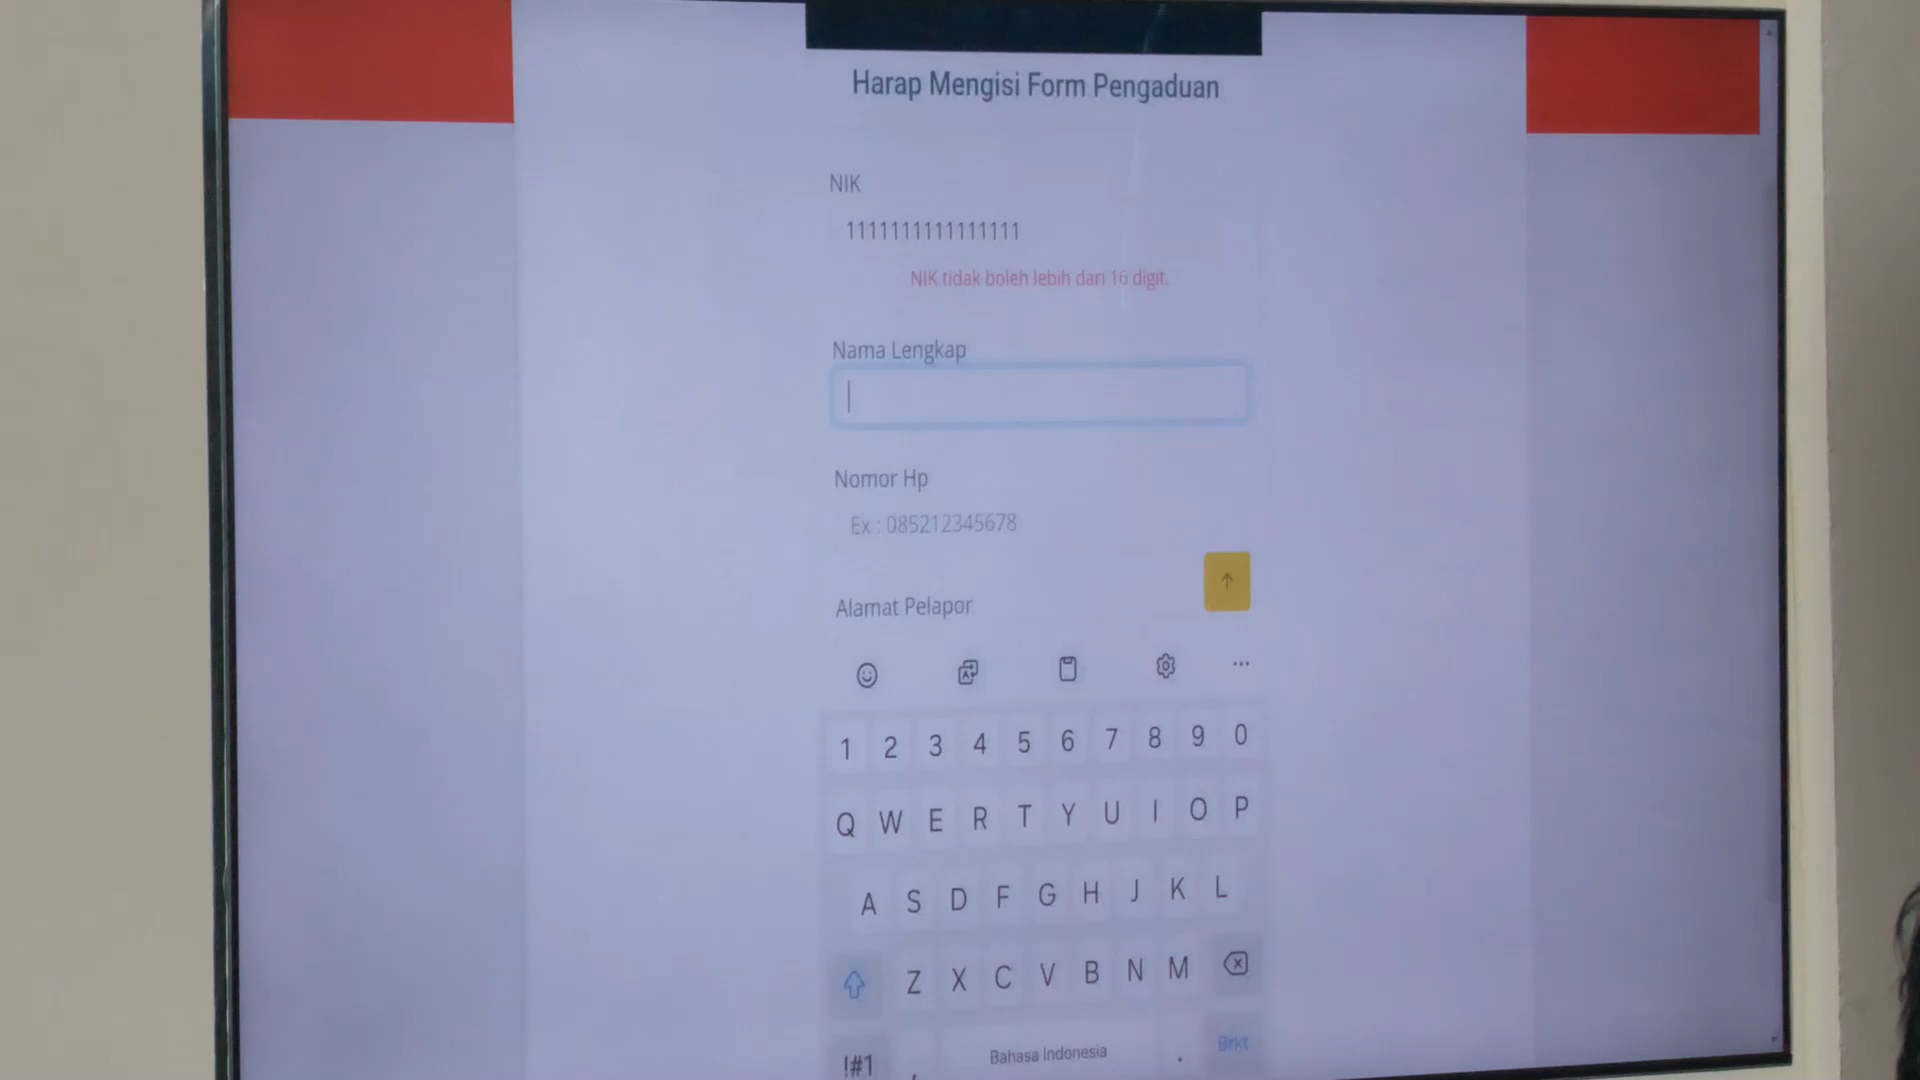 Harap Mengisi Form Pengaduan
NIK
1111111111111111
NIK tidak boleh lebih dari 16 digit.
Nama Lengkap
Nomor Hp
Ex : 085212345678
Alamat Pelapor
1 2 3 4 5 6 7 8 9 0
Q W E R T Y U I O P
A S D F G H J K L
Z X C V B N M
!#1 , Bahasa Indonesia . Brkt